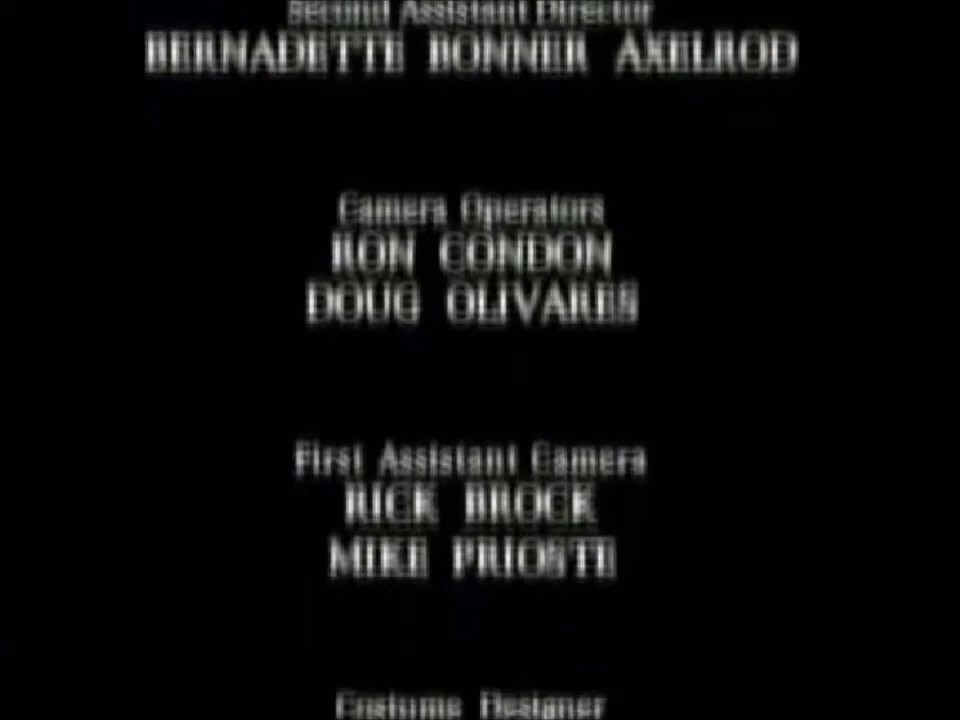 Second Assistant Director
BERNADETTE BONNER AXELROD
Camera Operators
RON CONDON
DOUG OLIVARES
First Assistant Camera
RICK BROCK
MIKE PRIOSTE
Costume Designer